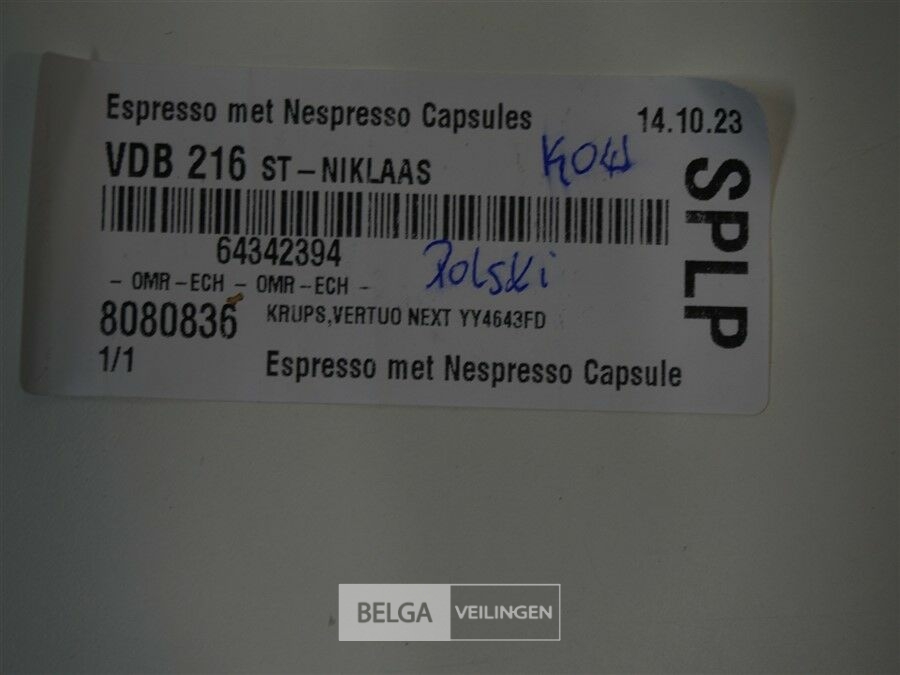 Espresso met Nespresso Capsules 14.10.23
VDB 216 ST-NIKLAAS
64342394
Polski
- OMR-ECH - OMR-ECH -
8080836 KRUPS,VERTUO NEXT YY4643FD
1/1 Espresso met Nespresso Capsule
SPLP
BELGA VEILINGEN